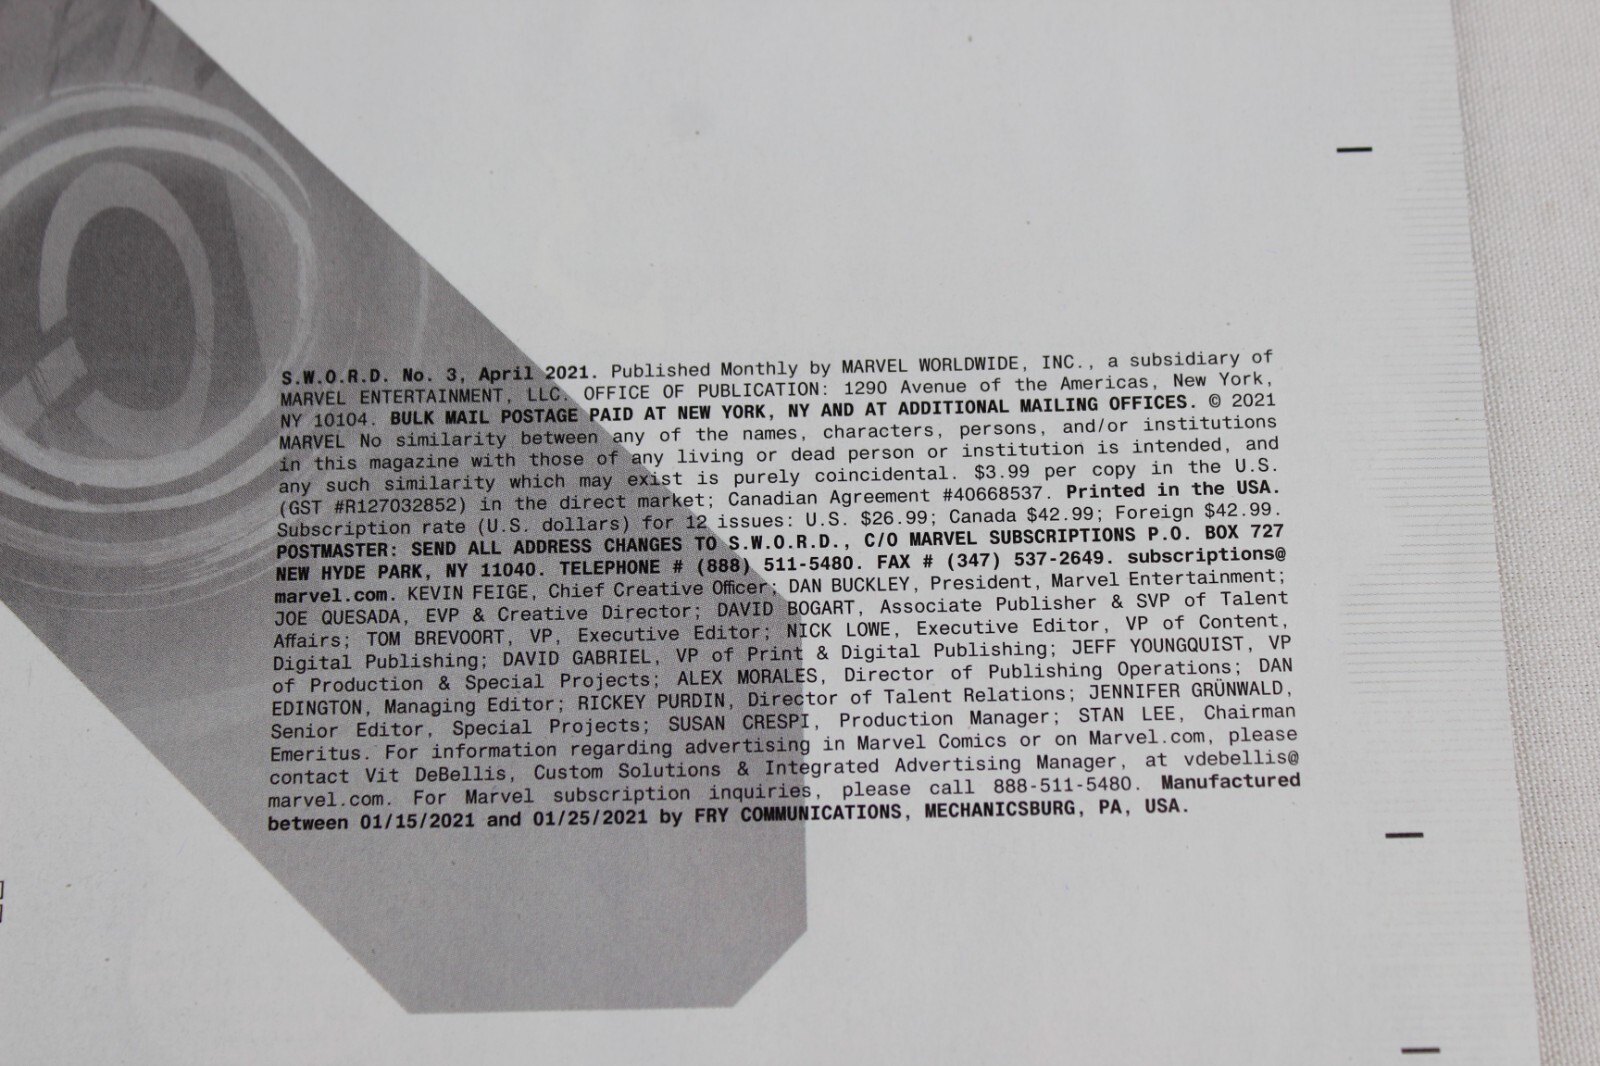 S.W.O.R.D. No. 3, April 2021. Published Monthly by MARVEL WORLDWIDE, INC., a subsidiary of
MARVEL ENTERTAINMENT, LLC. OFFICE OF PUBLICATION: 1290 Avenue of the Americas, New York,
NY 10104. BULK MAIL POSTAGE PAID AT NEW YORK, NY AND AT ADDITIONAL MAILING OFFICES. © 2021
MARVEL No similarity between any of the names, characters, persons, and/or institutions
in this magazine with those of any living or dead person or institution is intended, and
any such similarity which may exist is purely coincidental. $3.99 per copy in the U.S.
(GST #R127032852) in the direct market; Canadian Agreement #40668537. Printed in the USA.
Subscription rate (U.S. dollars) for 12 issues: U.S. $26.99; Canada $42.99; Foreign $42.99.
POSTMASTER: SEND ALL ADDRESS CHANGES TO S.W.O.R.D., C/O MARVEL SUBSCRIPTIONS P.O. BOX 727
NEW HYDE PARK, NY 11040. TELEPHONE # (888) 511-5480. FAX # (347) 537-2649. subscriptions@
marvel.com. KEVIN FEIGE, Chief Creative Officer; DAN BUCKLEY, President, Marvel Entertainment;
JOE QUESADA, EVP & Creative Director; DAVID BOGART, Associate Publisher & SVP of Talent
Affairs; TOM BREVOORT, VP, Executive Editor; NICK LOWE, Executive Editor, VP of Content,
Digital Publishing; DAVID GABRIEL, VP of Print & Digital Publishing; JEFF YOUNGQUIST, VP
of Production & Special Projects; ALEX MORALES, Director of Publishing Operations; DAN
EDINGTON, Managing Editor; RICKEY PURDIN, Director of Talent Relations; JENNIFER GRÜNWALD,
Senior Editor, Special Projects; SUSAN CRESPI, Production Manager; STAN LEE, Chairman
Emeritus. For information regarding advertising in Marvel Comics or on Marvel.com, please
contact Vit DeBellis, Custom Solutions & Integrated Advertising Manager, at vdebellis@
marvel.com. For Marvel subscription inquiries, please call 888-511-5480. Manufactured
between 01/15/2021 and 01/25/2021 by FRY COMMUNICATIONS, MECHANICSBURG, PA, USA.